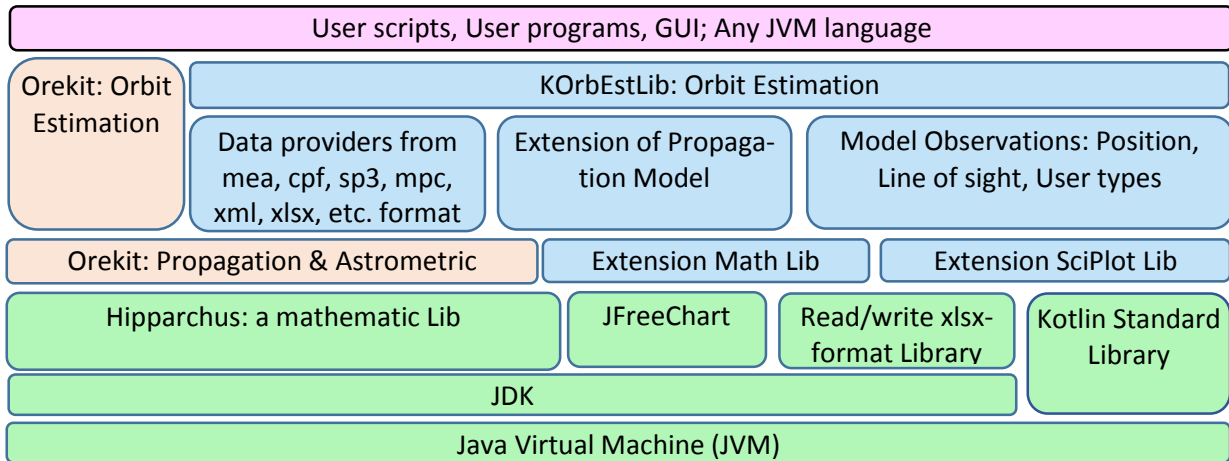 User scripts, User programs, GUI; Any JVM language
Orekit: Orbit
Estimation
KOrbEstLib: Orbit Estimation
Data providers from
mea, cpf, sp3, mpc,
xml, xlsx, etc. format
Extension of Propaga-
tion Model
Model Observations: Position,
Line of sight, User types
Orekit: Propagation & Astrometric
Extension Math Lib
Extension SciPlot Lib
Hipparchus: a mathematic Lib
JFreeChart
Read/write xlsx-
format Library
Kotlin Standard
Library
JDK
Java Virtual Machine (JVM)